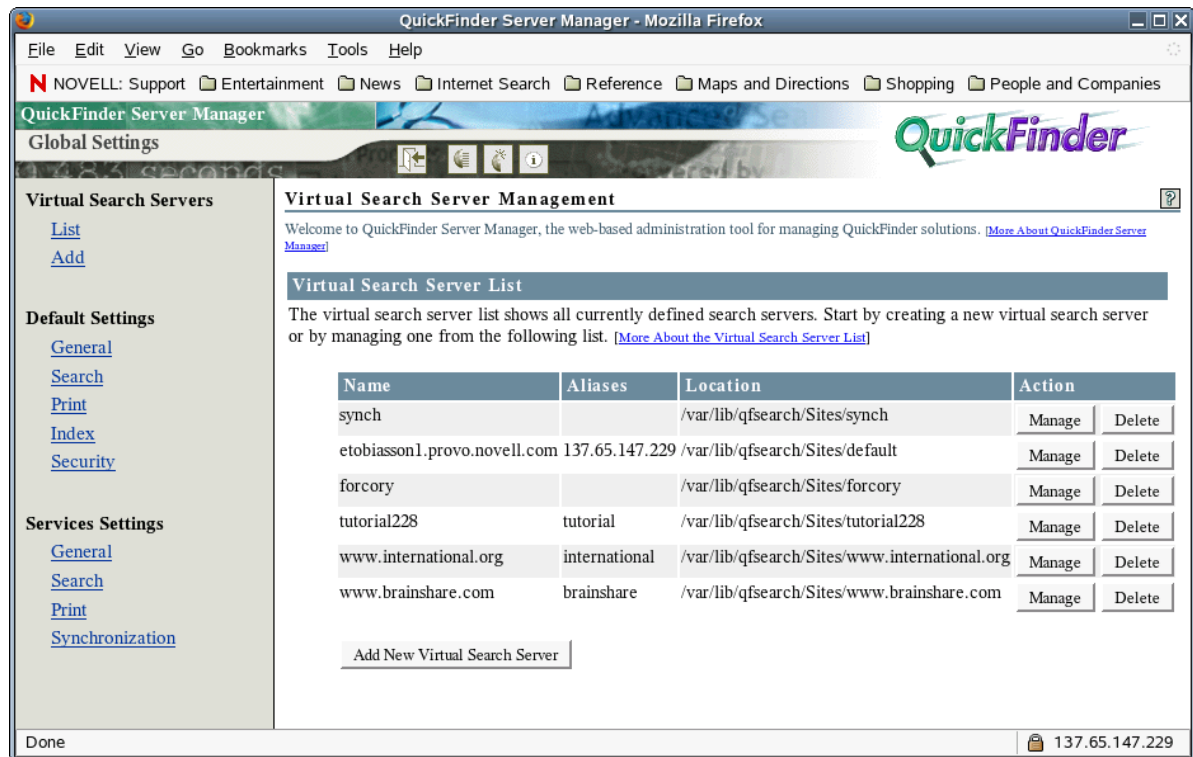 QuickFinder Server Manager - Mozilla Firefox
File Edit View Go Bookmarks Tools Help
N NOVELL: Support Entertainment News Internet Search Reference Maps and Directions Shopping People and Companies
QuickFinder Server Manager
Global Settings
QuickFinder
Virtual Search Servers
List
Add
Default Settings
General
Search
Print
Index
Security
Services Settings
General
Search
Print
Synchronization
Virtual Search Server Management
?
Welcome to QuickFinder Server Manager, the web-based administration tool for managing QuickFinder solutions. [More About QuickFinder Server
Manager]
Virtual Search Server List
The virtual search server list shows all currently defined search servers. Start by creating a new virtual search server
or by managing one from the following list. [More About the Virtual Search Server List]
Name Aliases Location Action
synch /var/lib/qfsearch/Sites/synch Manage Delete
etobiasson1.provo.novell.com 137.65.147.229 /var/lib/qfsearch/Sites/default Manage Delete
forcory /var/lib/qfsearch/Sites/forcory Manage Delete
tutorial228 tutorial /var/lib/qfsearch/Sites/tutorial228 Manage Delete
www.international.org international /var/lib/qfsearch/Sites/www.international.org Manage Delete
www.brainshare.com brainshare /var/lib/qfsearch/Sites/www.brainshare.com Manage Delete
Add New Virtual Search Server
Done 137.65.147.229